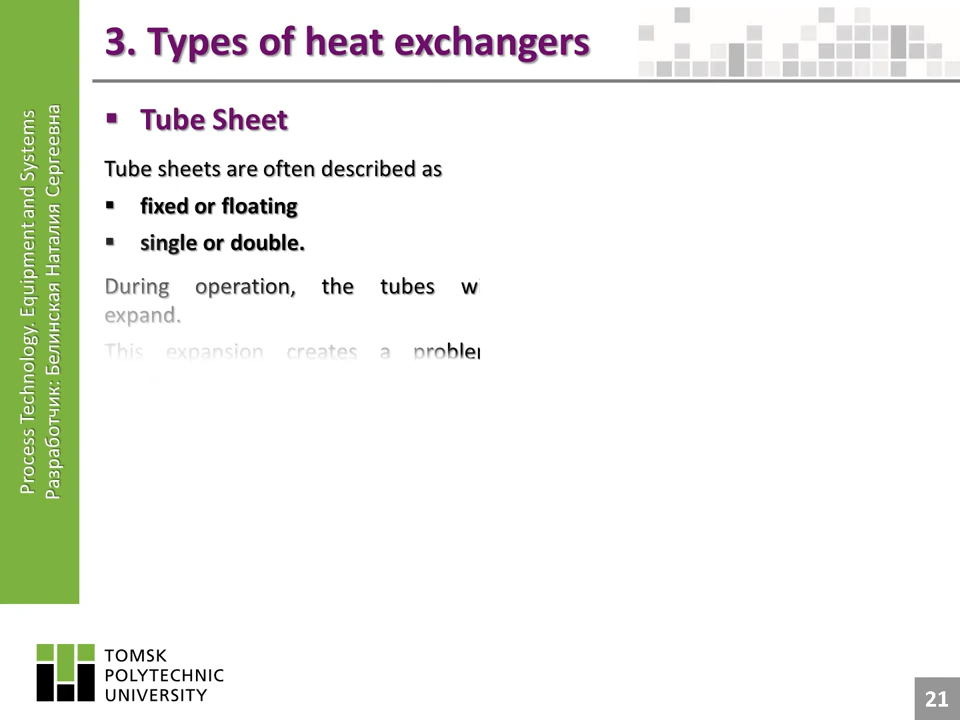 3. Types of heat exchangers
Process Technology. Equipment and Systems
Разработчик: Белинская Наталия Сергеевна
▪ Tube Sheet
Tube sheets are often described as
▪ fixed or floating
▪ single or double.
During operation, the tubes
expand.
This expansion creates a
TOMSK
POLYTECHNIC
UNIVERSITY
21